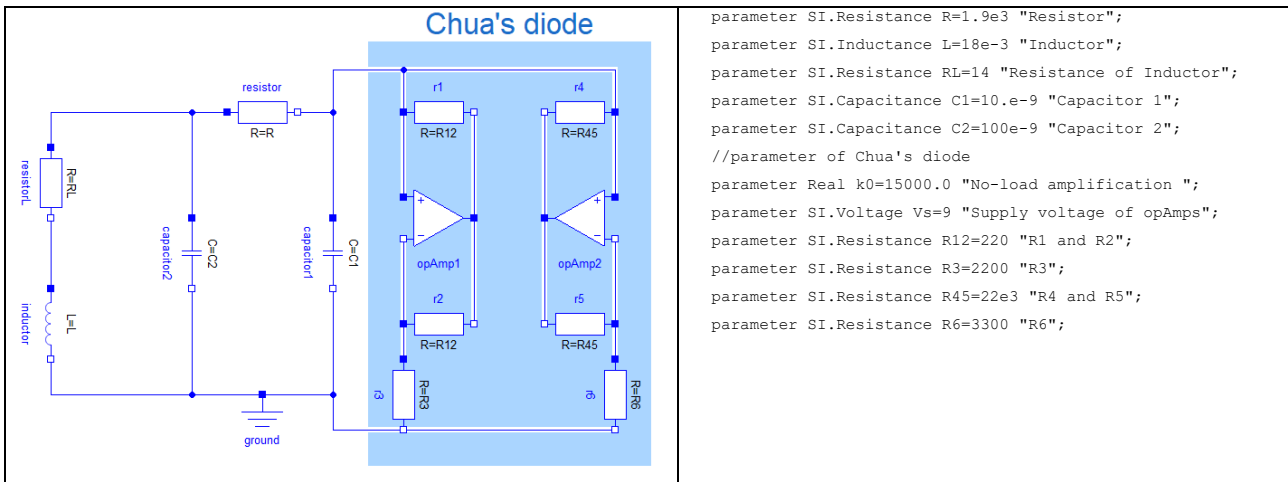 Chua's diode
resistor
R=R
r1
R=R12
r4
R=R45
R=RL
resistorL
C=C2
capacitor2
C=C1
capacitor1
+
−
opAmp1
+
−
opAmp2
r2
R=R12
r5
R=R45
L=L
inductor
R=R3
r3
R=R6
r6
ground
parameter SI.Resistance R=1.9e3 "Resistor";
parameter SI.Inductance L=18e-3 "Inductor";
parameter SI.Resistance RL=14 "Resistance of Inductor";
parameter SI.Capacitance C1=10.e-9 "Capacitor 1";
parameter SI.Capacitance C2=100e-9 "Capacitor 2";
//parameter of Chua's diode
parameter Real k0=15000.0 "No-load amplification ";
parameter SI.Voltage Vs=9 "Supply voltage of opAmps";
parameter SI.Resistance R12=220 "R1 and R2";
parameter SI.Resistance R3=2200 "R3";
parameter SI.Resistance R45=22e3 "R4 and R5";
parameter SI.Resistance R6=3300 "R6";